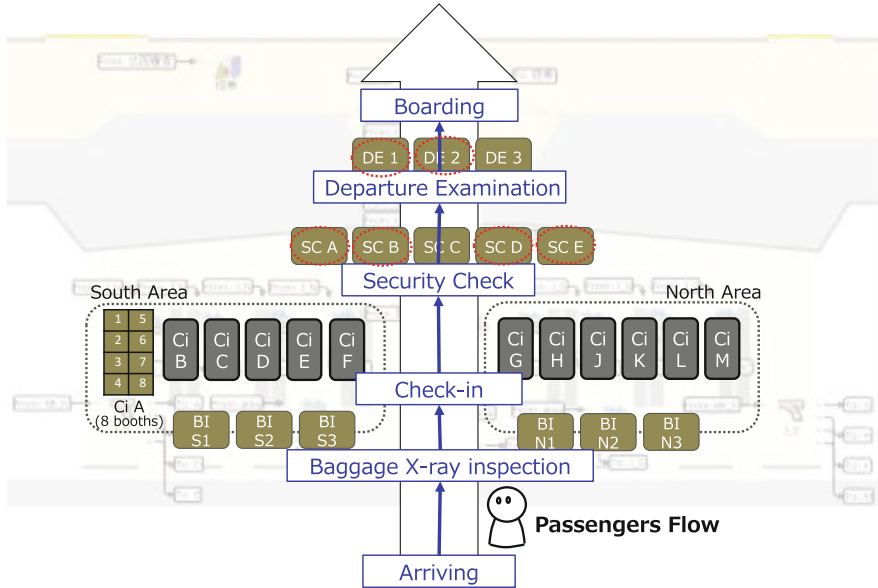 Boarding
DE 1 DE 2 DE 3
Departure Examination
SC A SC B SC C SC D SC E
Security Check
South Area
North Area
1 5
2 6
3 7
4 8
Ci A
(8 booths)
Ci
B
Ci
C
Ci
D
Ci
E
Ci
F
Ci
G
Ci
H
Ci
J
Ci
K
Ci
L
Ci
M
Check-in
BI
S1
BI
S2
BI
S3
BI
N1
BI
N2
BI
N3
Baggage X-ray inspection
Passengers Flow
Arriving